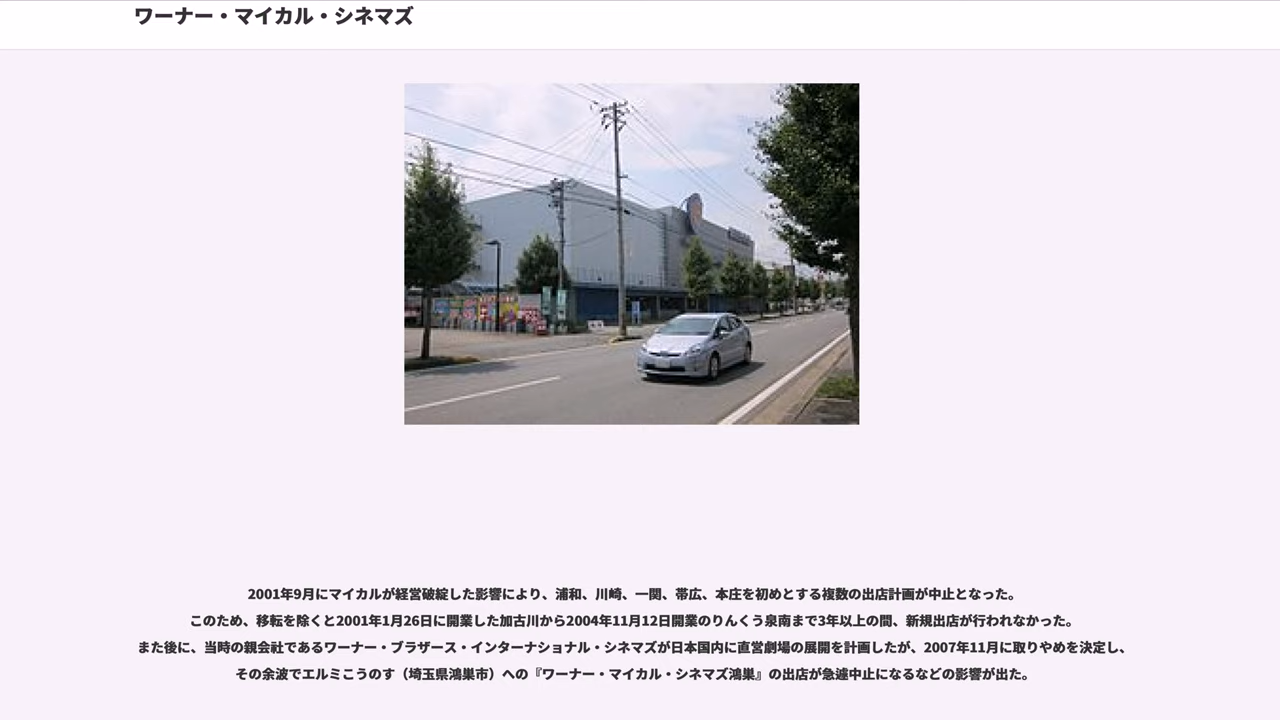 ワーナー・マイカル・シネマズ
2001年9月にマイカルが経営破綻した影響により、浦和、川崎、一関、帯広、本庄を初めとする複数の出店計画が中止となった。
このため、移転を除くと2001年1月26日に開業した加古川から2004年11月12日開業のりんくう泉南まで3年以上の間、新規出店が行われなかった。
また後に、当時の親会社であるワーナー・ブラザース・インターナショナル・シネマズが日本国内に直営劇場の展開を計画したが、2007年11月に取りやめを決定し、
その余波でエルミこうのす（埼玉県鴻巣市）への『ワーナー・マイカル・シネマズ鴻巣』の出店が急遽中止になるなどの影響が出た。